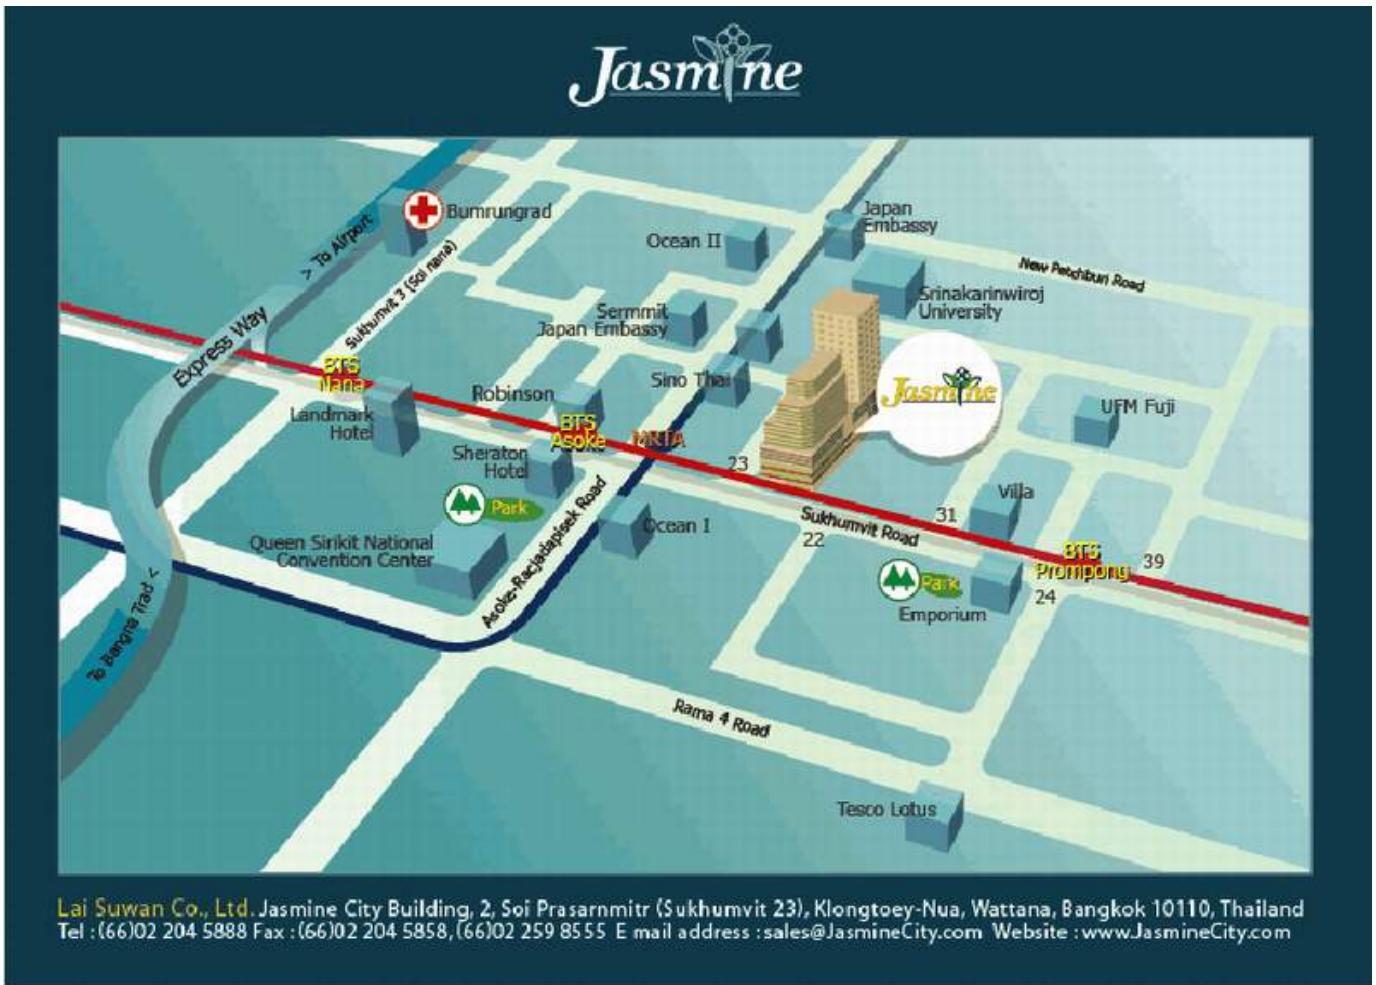 Jasmine
Bumrungrad
> To Airport
Japan
Embassy
Ocean II
Sukhumvit 3 (Soi nana)
New Petchburi Road
Srinakarinwiroj
University
Sermmit
Japan Embassy
Express Way
BTS
Nana
Sino Thai
Jasmine
Robinson
Landmark
Hotel
UFM Fuji
BTS
Asoke
MRTA
Sheraton
Hotel
23
Villa
Park
Sukhumvit Road
31
Asoke-Racjadapisek Road
Ocean I
22
Queen Sirikit National
Convention Center
BTS
Prompong
39
Park
24
Emporium
To Bangna Trad <
Rama 4 Road
Tesco Lotus
Lai Suwan Co., Ltd. Jasmine City Building, 2, Soi Prasarnmitr (Sukhumvit 23), Klongtoey-Nua, Wattana, Bangkok 10110, Thailand
Tel :(66)02 204 5888 Fax :(66)02 204 5858,(66)02 259 8555 E mail address :sales@JasmineCity.com Website :www.JasmineCity.com